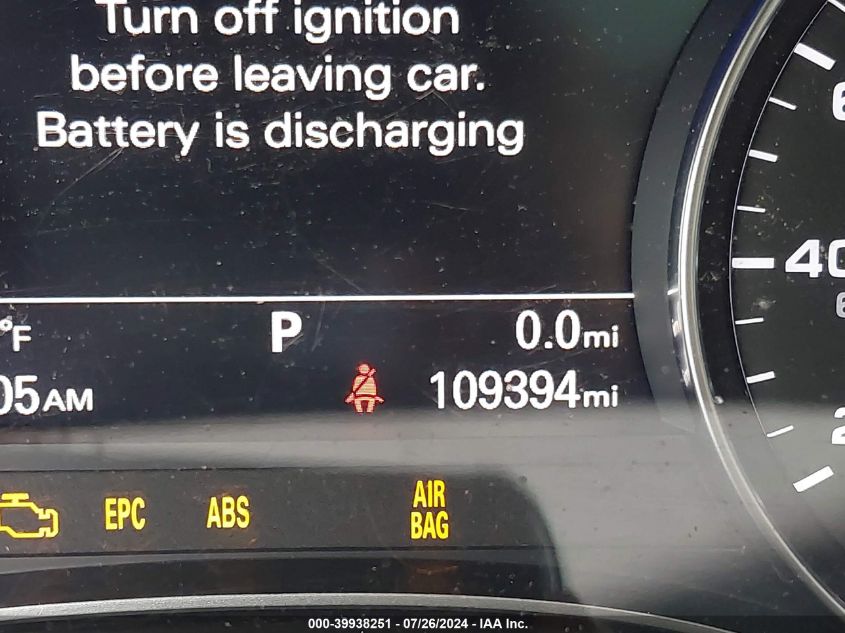 Turn off ignition
before leaving car.
Battery is discharging
°F P 0.0mi
05AM 109394mi
EPC ABS AIR BAG
40
000-39938251 - 07/26/2024 - IAA Inc.